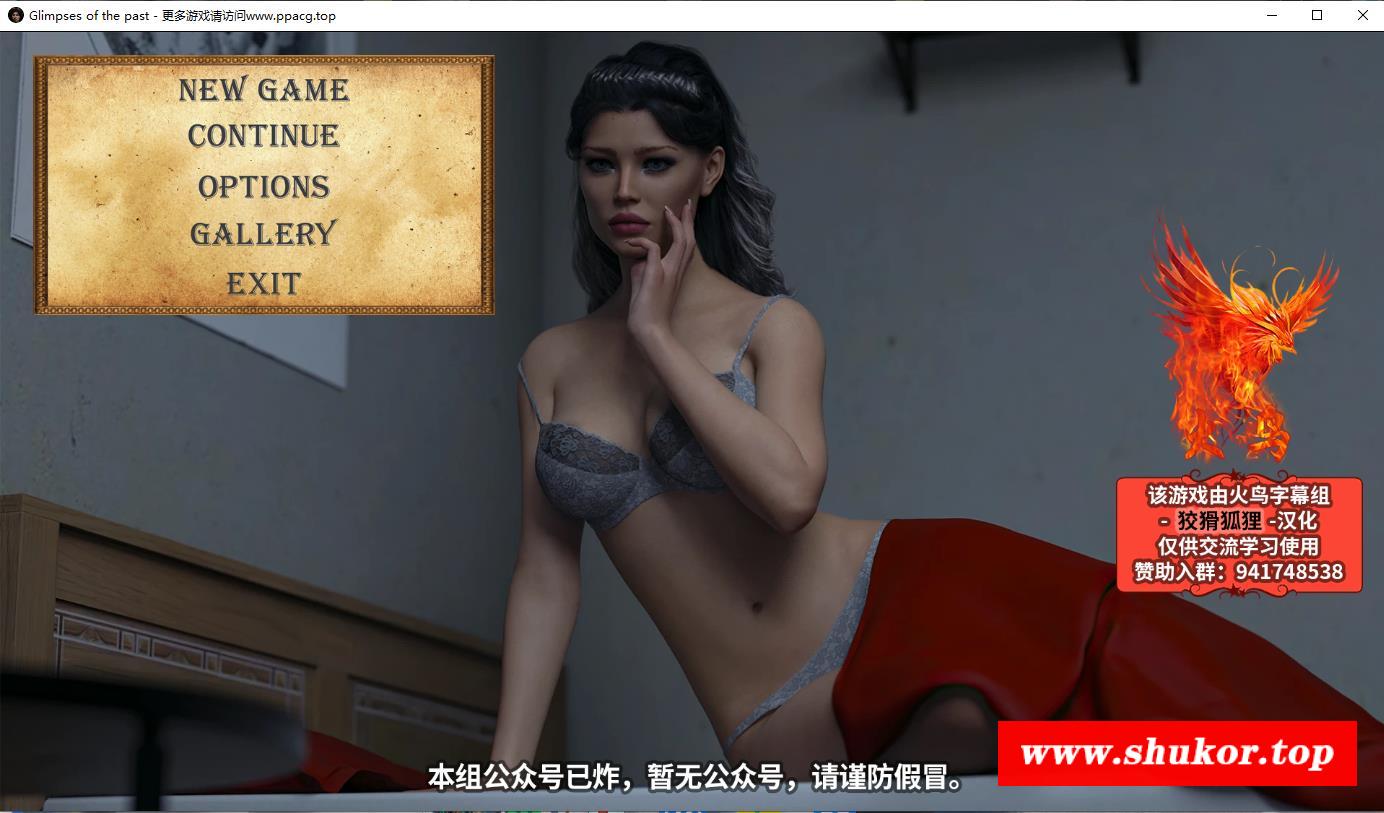 Glimpses of the past - 更多游戏请访问www.ppacg.top
NEW GAME
CONTINUE
OPTIONS
GALLERY
EXIT
该游戏由火鸟字幕组
- 狡猾狐狸 -汉化
仅供交流学习使用
赞助入群：941748538
www.shukor.top
本组公众号已炸，暂无公众号，请谨防假冒。